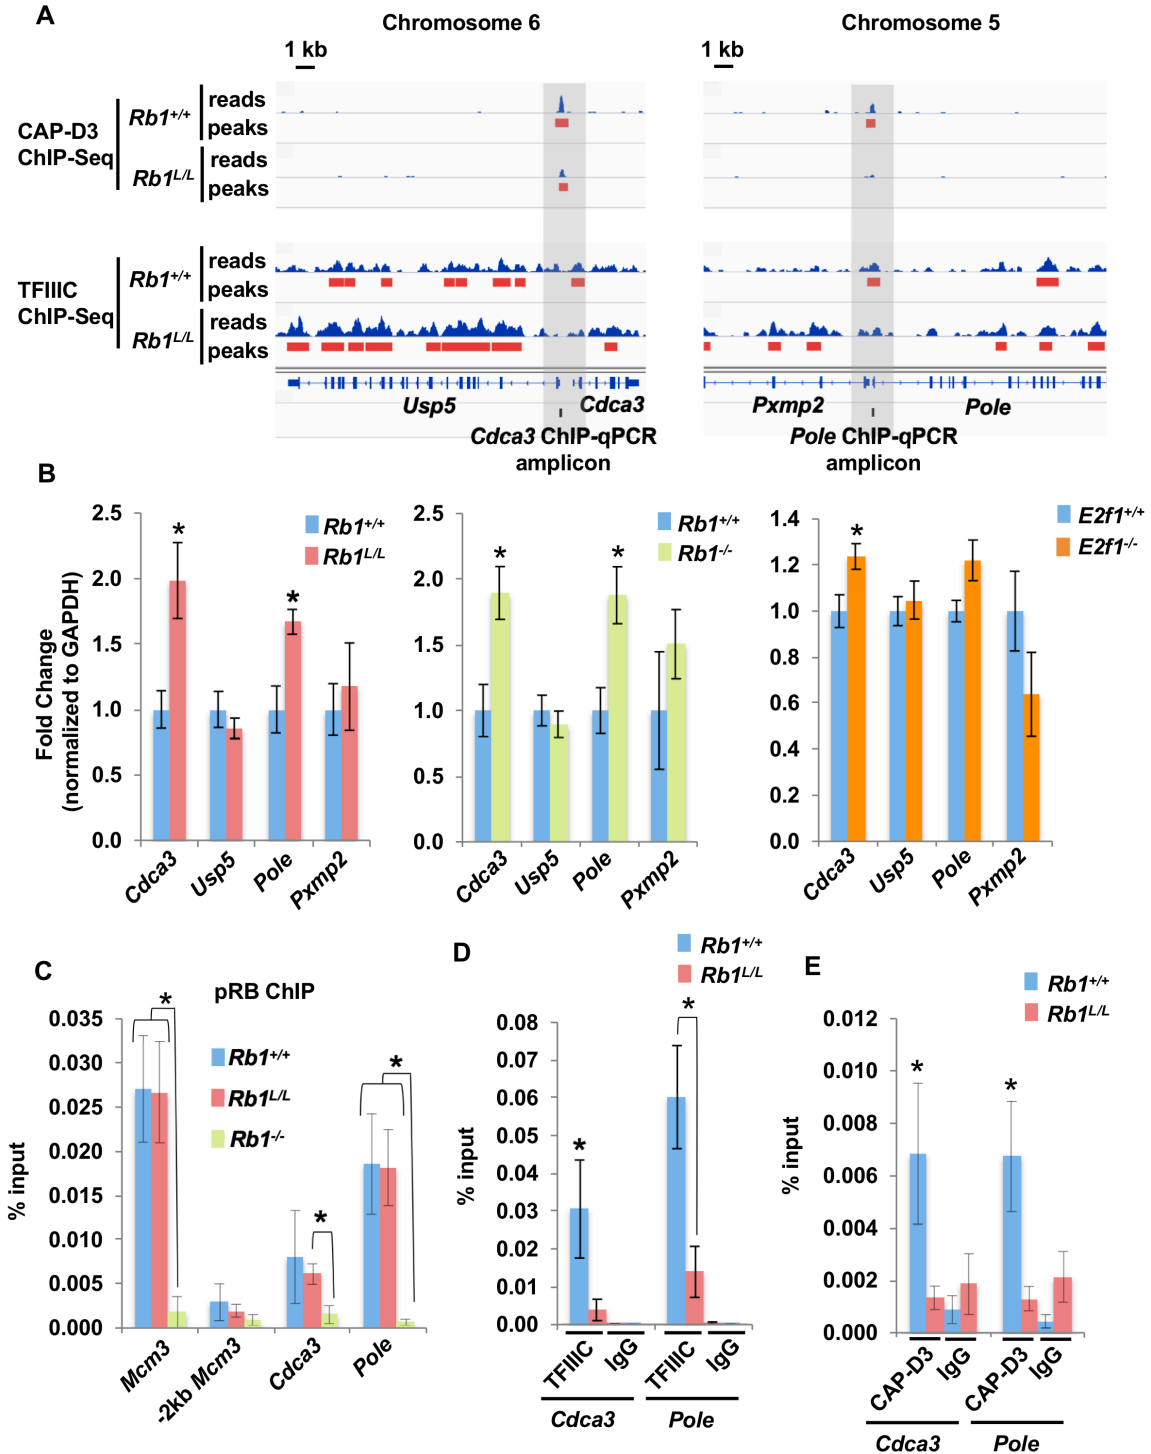 A
Chromosome 6
Chromosome 5
1 kb
1 kb
CAP-D3
ChIP-Seq
Rb1+/+
reads
peaks
Rb1L/L
reads
peaks
TFIIIC
ChIP-Seq
Rb1+/+
reads
peaks
Rb1L/L
reads
peaks
Usp5
Cdca3
Pxmp2
Pole
Cdca3 ChIP-qPCR
amplicon
Pole ChIP-qPCR
amplicon
B
Fold Change
(normalized to GAPDH)
2.5
2.0
1.5
1.0
0.5
0.0
Rb1+/+
Rb1L/L
*
*
Cdca3
Usp5
Pole
Pxmp2
2.5
2.0
1.5
1.0
0.5
0.0
Rb1+/+
Rb1-/-
*
*
Cdca3
Usp5
Pole
Pxmp2
1.4
1.2
1.0
0.8
0.6
0.4
0.2
0.0
E2f1+/+
E2f1-/-
*
Cdca3
Usp5
Pole
Pxmp2
C
pRB ChIP
Rb1+/+
Rb1L/L
Rb1-/-
% input
0.035
0.030
0.025
0.020
0.015
0.010
0.005
0.000
*
*
*
Mcm3
-2kb Mcm3
Cdca3
Pole
D
Rb1+/+
Rb1L/L
% input
0.08
0.07
0.06
0.05
0.04
0.03
0.02
0.01
0.00
*
*
TFIIIC
IgG
TFIIIC
IgG
Cdca3
Pole
E
Rb1+/+
Rb1L/L
% input
0.012
0.010
0.008
0.006
0.004
0.002
0.000
*
*
CAP-D3
IgG
CAP-D3
IgG
Cdca3
Pole